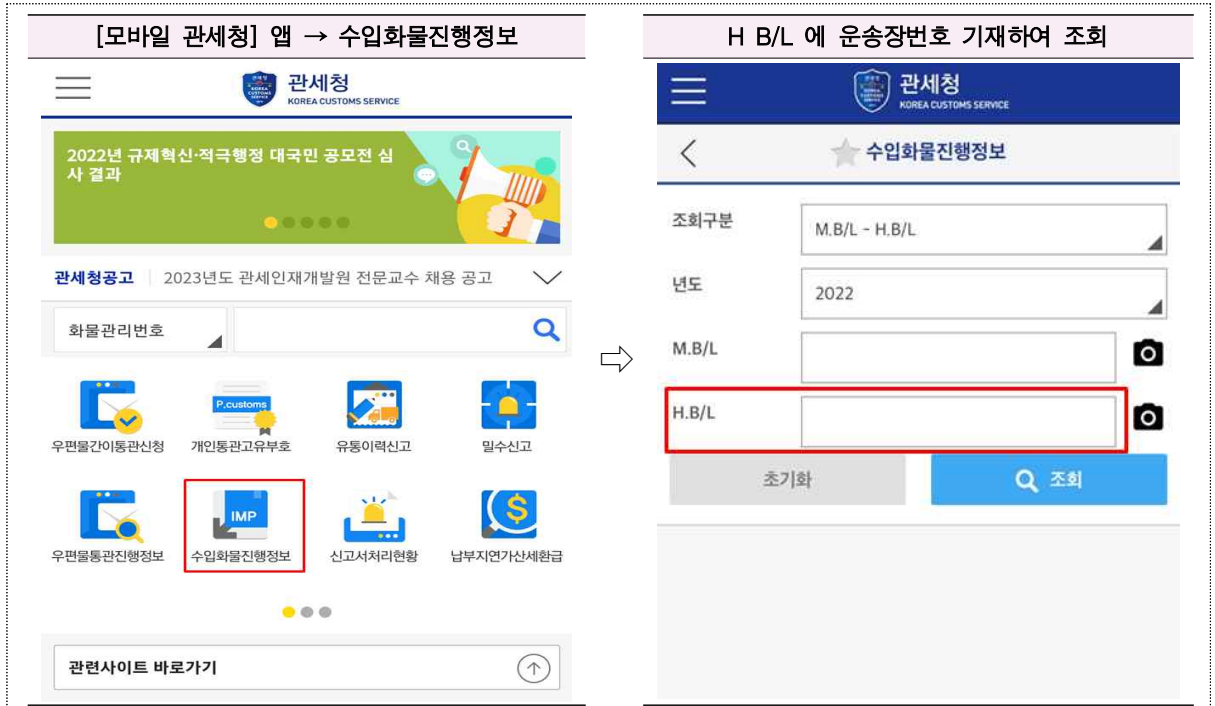 [모바일 관세청] 앱 → 수입화물진행정보
관세청
KOREA CUSTOMS SERVICE
2022년 규제혁신·적극행정 대국민 공모전 심
사 결과
관세청공고 2023년도 관세인재개발원 전문교수 채용 공고
화물관리번호
P.customs
우편물간이통관신청 개인통관고유부호 유통이력신고 밀수신고
IMP
우편물통관진행정보 수입화물진행정보 신고서처리현황 납부지연가산세환급
관련사이트 바로가기
H B/L 에 운송장번호 기재하여 조회
관세청
KOREA CUSTOMS SERVICE
수입화물진행정보
조회구분 M.B/L - H.B/L
년도 2022
M.B/L
H.B/L
초기화 조회